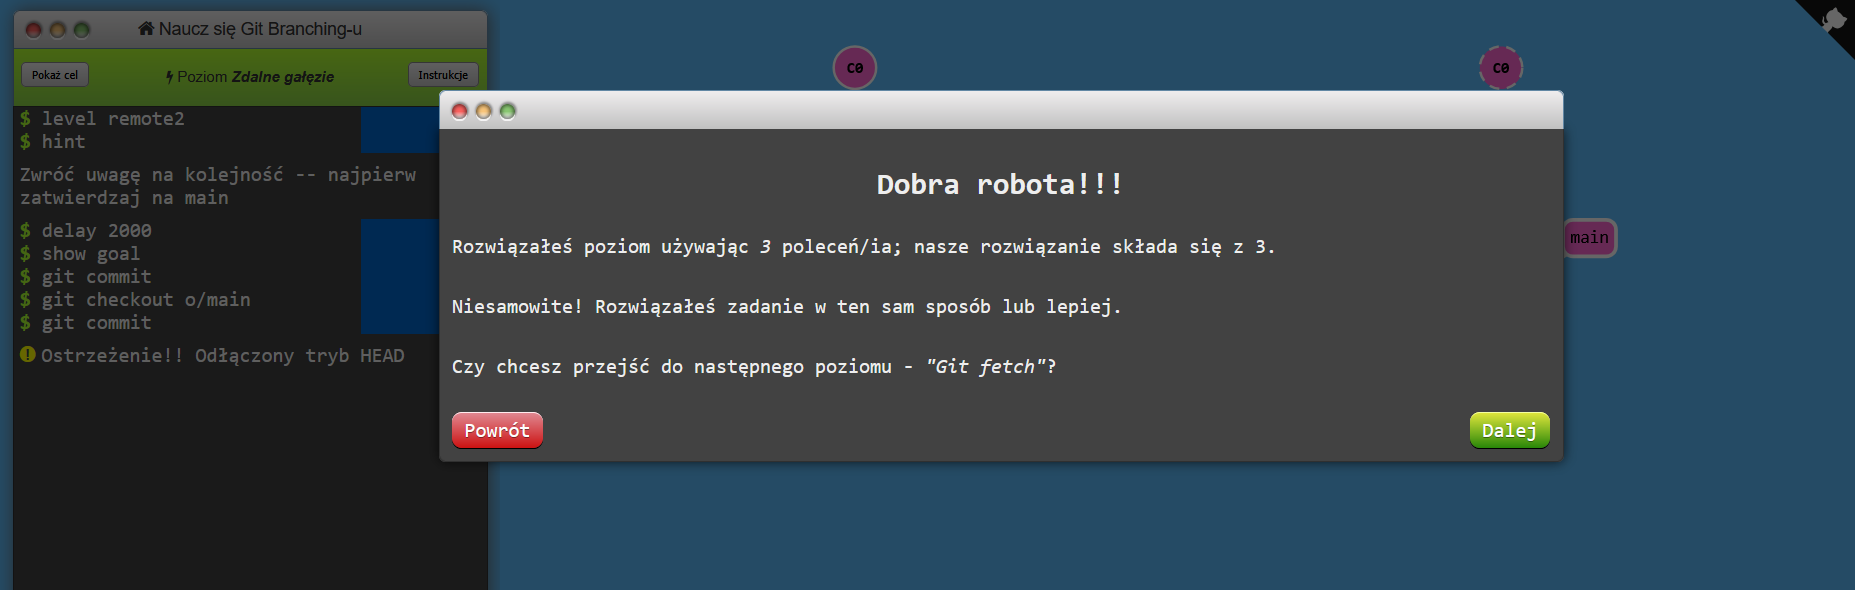 Naucz się Git Branching-u
Pokaż cel
Poziom Zdalne gałęzie
Instrukcje
$ level remote2
$ hint
Zwróć uwagę na kolejność -- najpierw
zatwierdzaj na main
$ delay 2000
$ show goal
$ git commit
$ git checkout o/main
$ git commit
Ostrzeżenie!! Odłączony tryb HEAD
C0
C0
main
Dobra robota!!!
Rozwiązałeś poziom używając 3 poleceń/ia; nasze rozwiązanie składa się z 3.
Niesamowite! Rozwiązałeś zadanie w ten sam sposób lub lepiej.
Czy chcesz przejść do następnego poziomu - "Git fetch"?
Powrót
Dalej